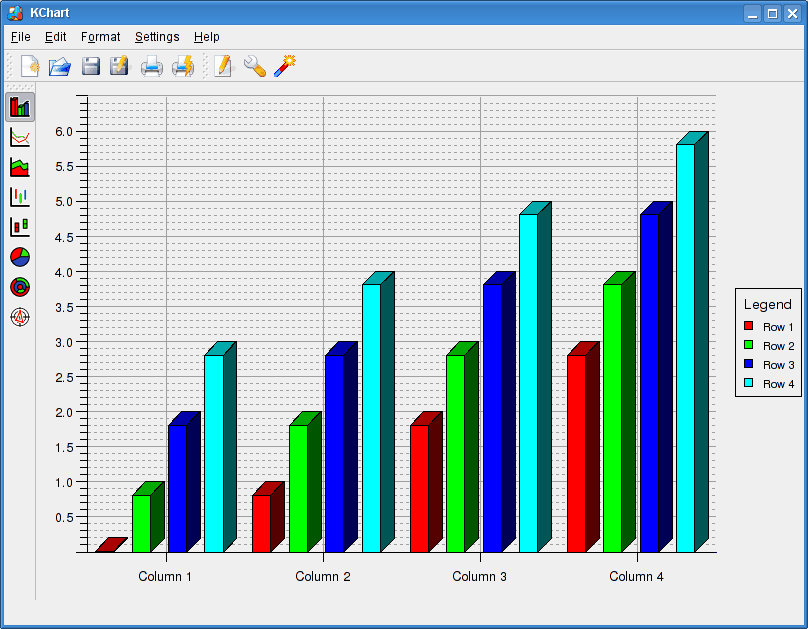 KChart
File Edit Format Settings Help
6.0
5.5
5.0
4.5
4.0
3.5
3.0
2.5
2.0
1.5
1.0
0.5
Column 1 Column 2 Column 3 Column 4
Legend
Row 1
Row 2
Row 3
Row 4